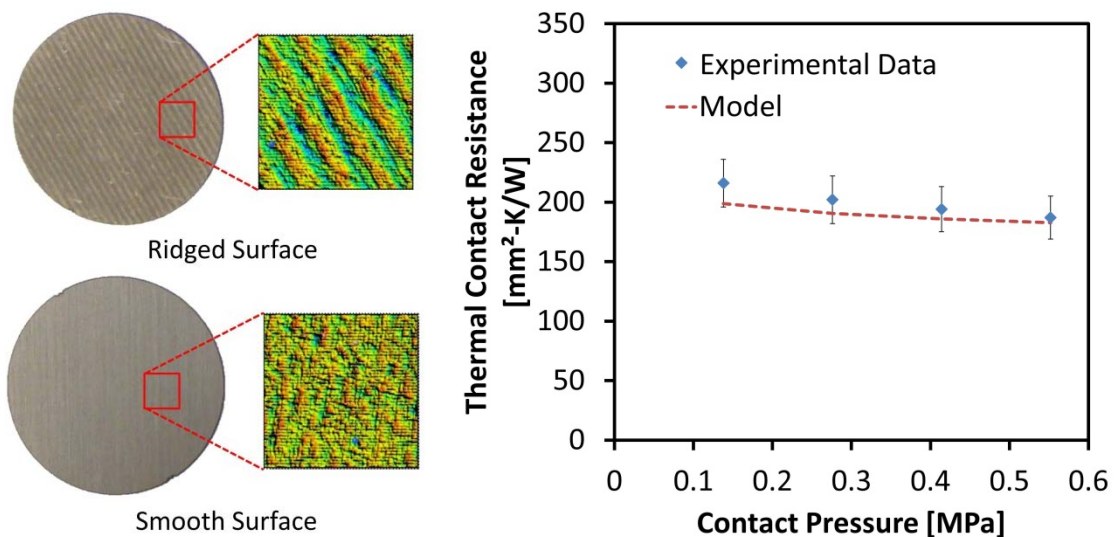 Ridged Surface
Smooth Surface
Thermal Contact Resistance
[mm²-K/W]
350
300
250
200
150
100
50
0
Experimental Data
Model
0 0.1 0.2 0.3 0.4 0.5 0.6
Contact Pressure [MPa]